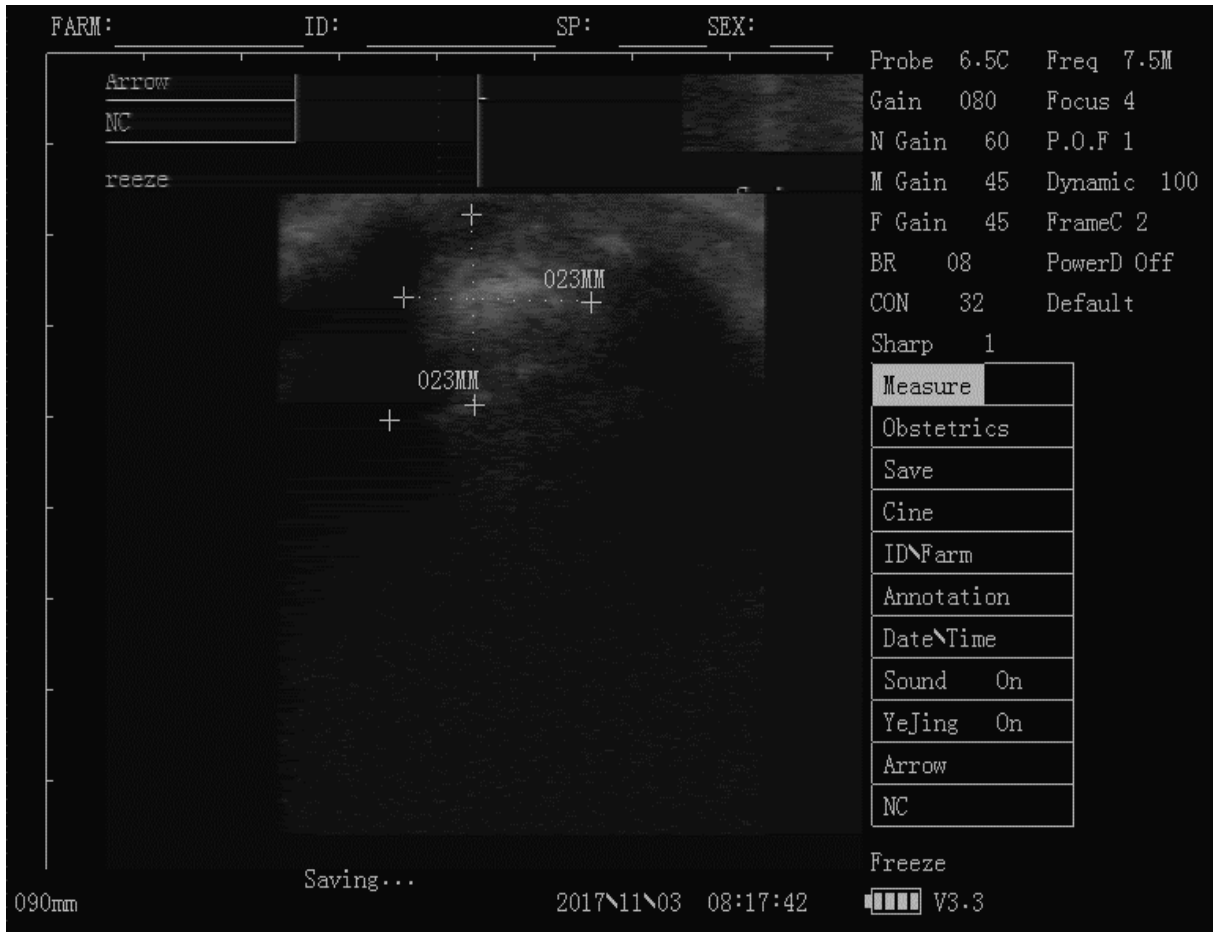 FARM: ID: SP: SEX:
Arrow
NC
reeze
023MM
023MM
Probe 6.5C Freq 7.5M
Gain 080 Focus 4
N Gain 60 P.O.F 1
M Gain 45 Dynamic 100
F Gain 45 FrameC 2
BR 08 PowerD Off
CON 32 Default
Sharp 1
Measure
Obstetrics
Save
Cine
ID\Farm
Annotation
Date\Time
Sound On
YeJing On
Arrow
NC
Freeze
Saving...
090mm 2017\11\03 08:17:42 V3.3